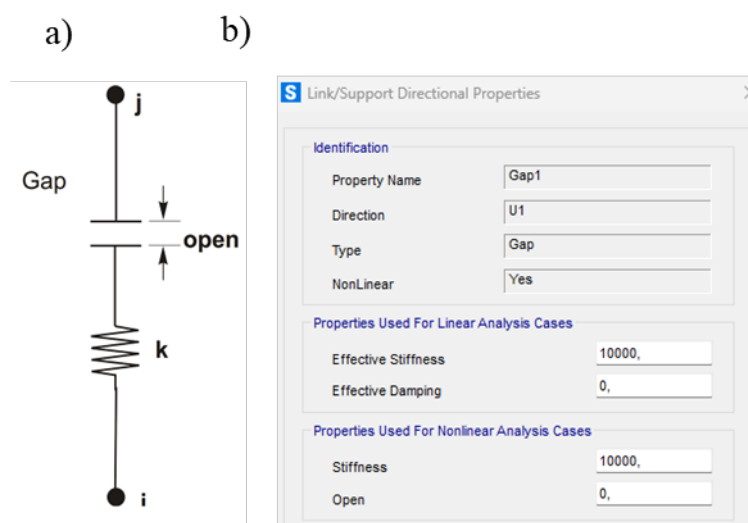 a)
b)
j
Gap
open
k
i
S Link/Support Directional Properties
Identification
Property Name Gap1
Direction U1
Type Gap
NonLinear Yes
Properties Used For Linear Analysis Cases
Effective Stiffness 10000,
Effective Damping 0,
Properties Used For Nonlinear Analysis Cases
Stiffness 10000,
Open 0,